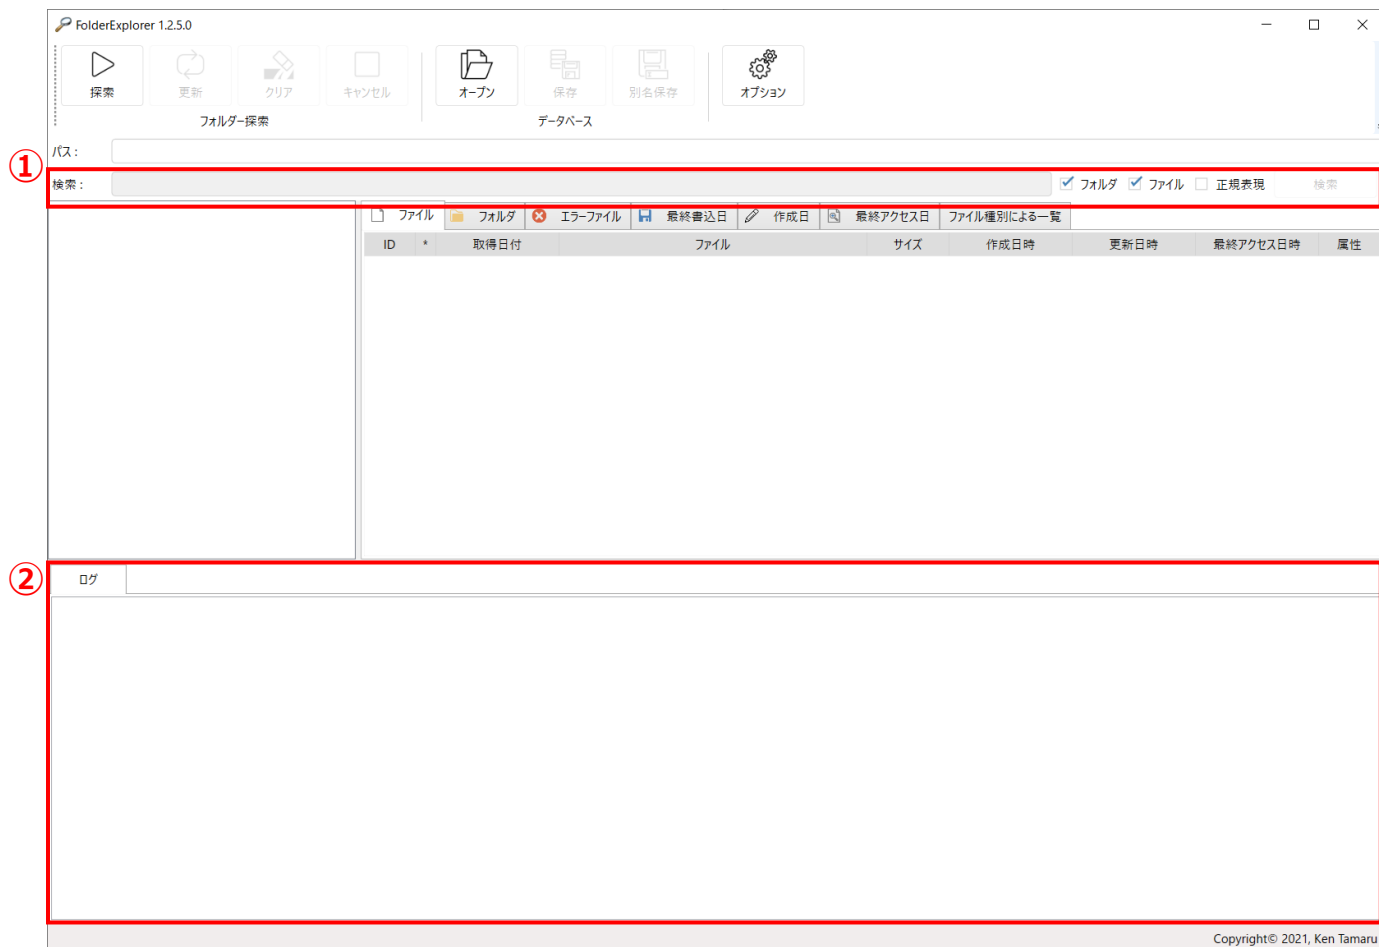 FolderExplorer 1.2.5.0
探索 更新 クリア キャンセル オープン 保存 別名保存 オプション
フォルダー探索 データベース
パス :
①
検索 : フォルダ ファイル 正規表現 検索
ファイル フォルダ エラーファイル 最終書込日 作成日 最終アクセス日 ファイル種別による一覧
ID * 取得日付 ファイル サイズ 作成日時 更新日時 最終アクセス日時 属性
②
ログ
Copyright© 2021, Ken Tamaru